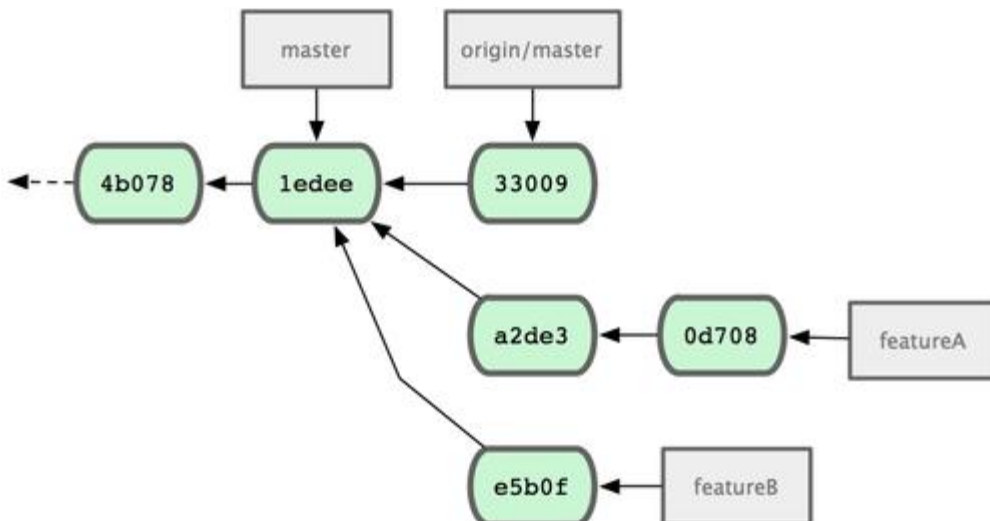 master
origin/master
4b078
1edee
33009
a2de3
0d708
featureA
e5b0f
featureB